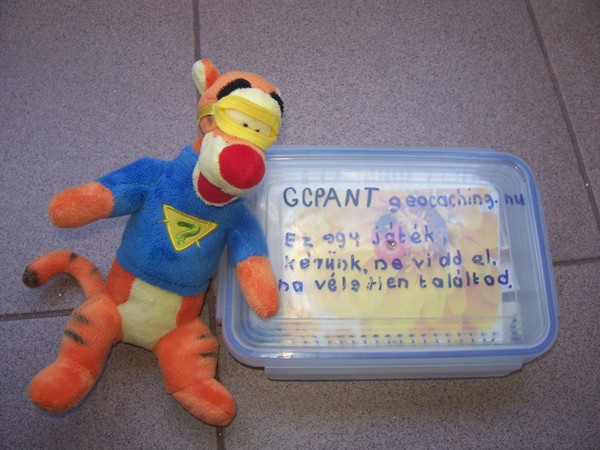 GCPANT geocaching.hu
Ez egy játék,
kérünk, ne vidd el,
ha véletlen találtad.
?